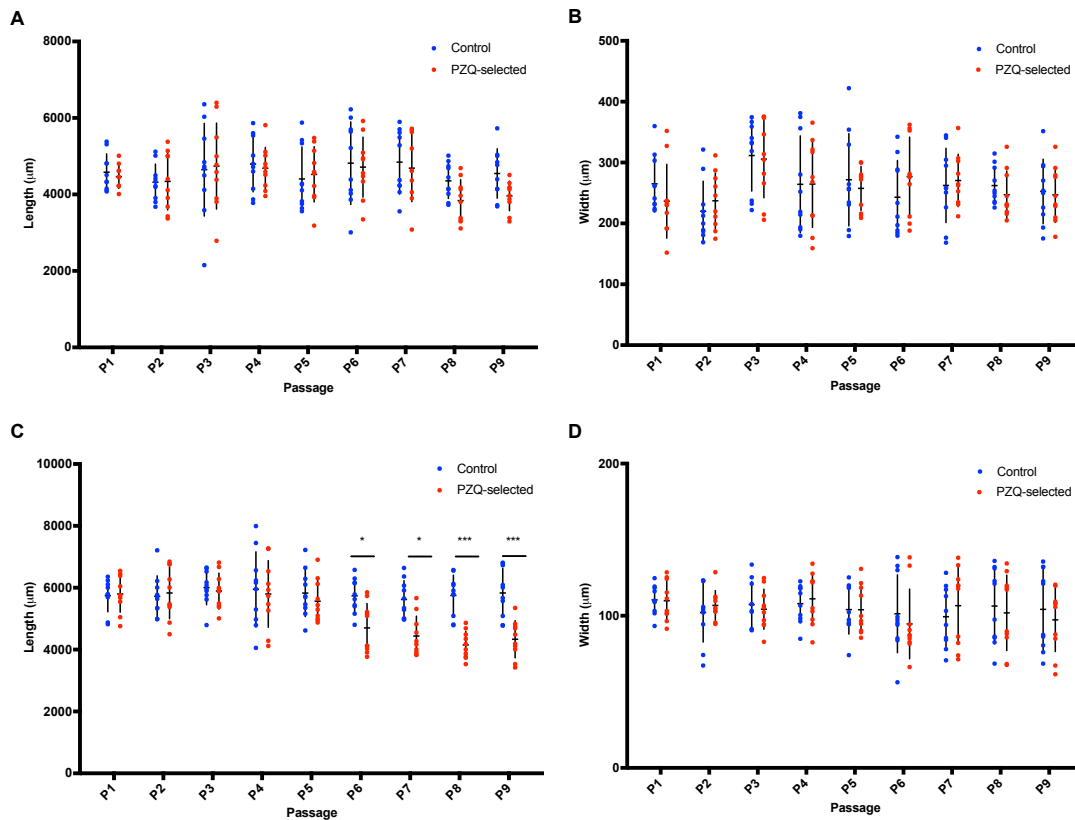 A
8000
6000
4000
2000
0
Length (µm)
Control
PZQ-selected
P1 P2 P3 P4 P5 P6 P7 P8 P9
Passage
B
500
400
300
200
100
0
Width (µm)
Control
PZQ-selected
P1 P2 P3 P4 P5 P6 P7 P8 P9
Passage
C
10000
8000
6000
4000
2000
0
Length (µm)
Control
PZQ-selected
* * *** ***
P1 P2 P3 P4 P5 P6 P7 P8 P9
Passage
D
200
100
0
Width (µm)
Control
PZQ-selected
P1 P2 P3 P4 P5 P6 P7 P8 P9
Passage